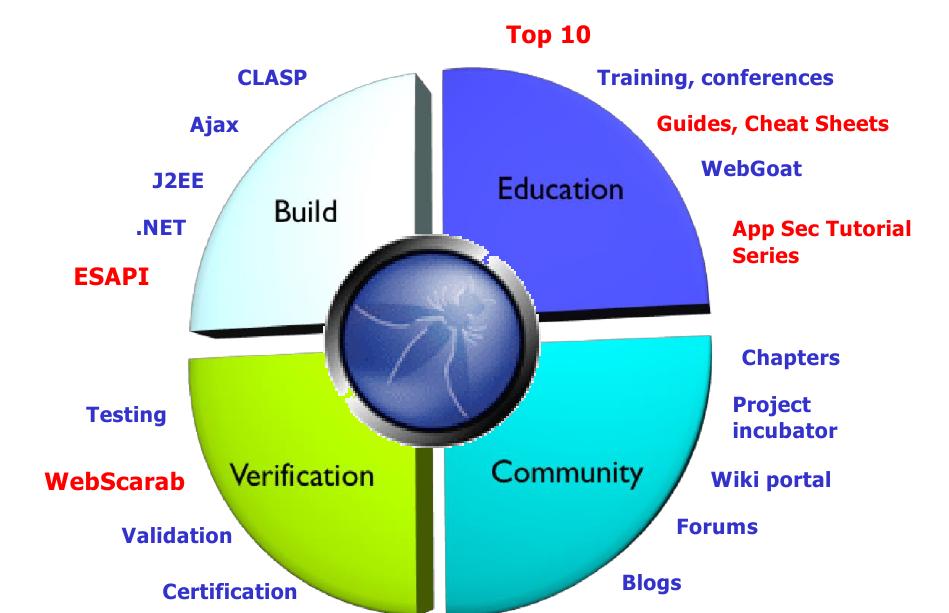 Top 10
CLASP
Training, conferences
Ajax
Guides, Cheat Sheets
WebGoat
J2EE
Education
Build
.NET
App Sec Tutorial
Series
ESAPI
Chapters
Testing
Project
incubator
WebScarab
Verification
Community
Wiki portal
Validation
Forums
Certification
Blogs